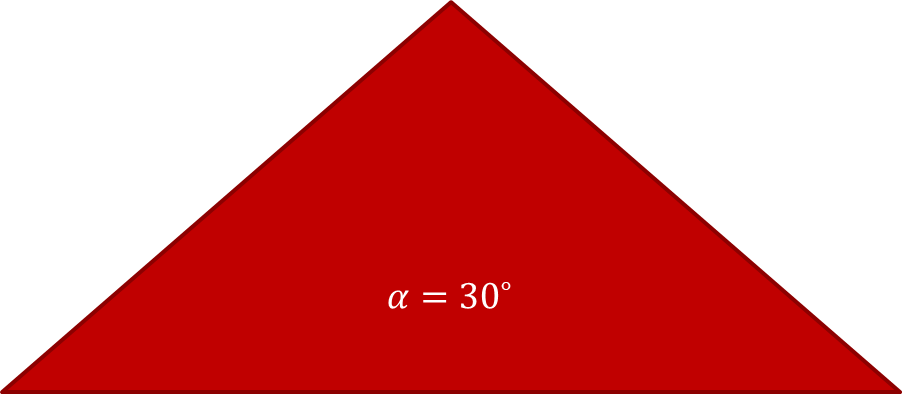 α = 30°